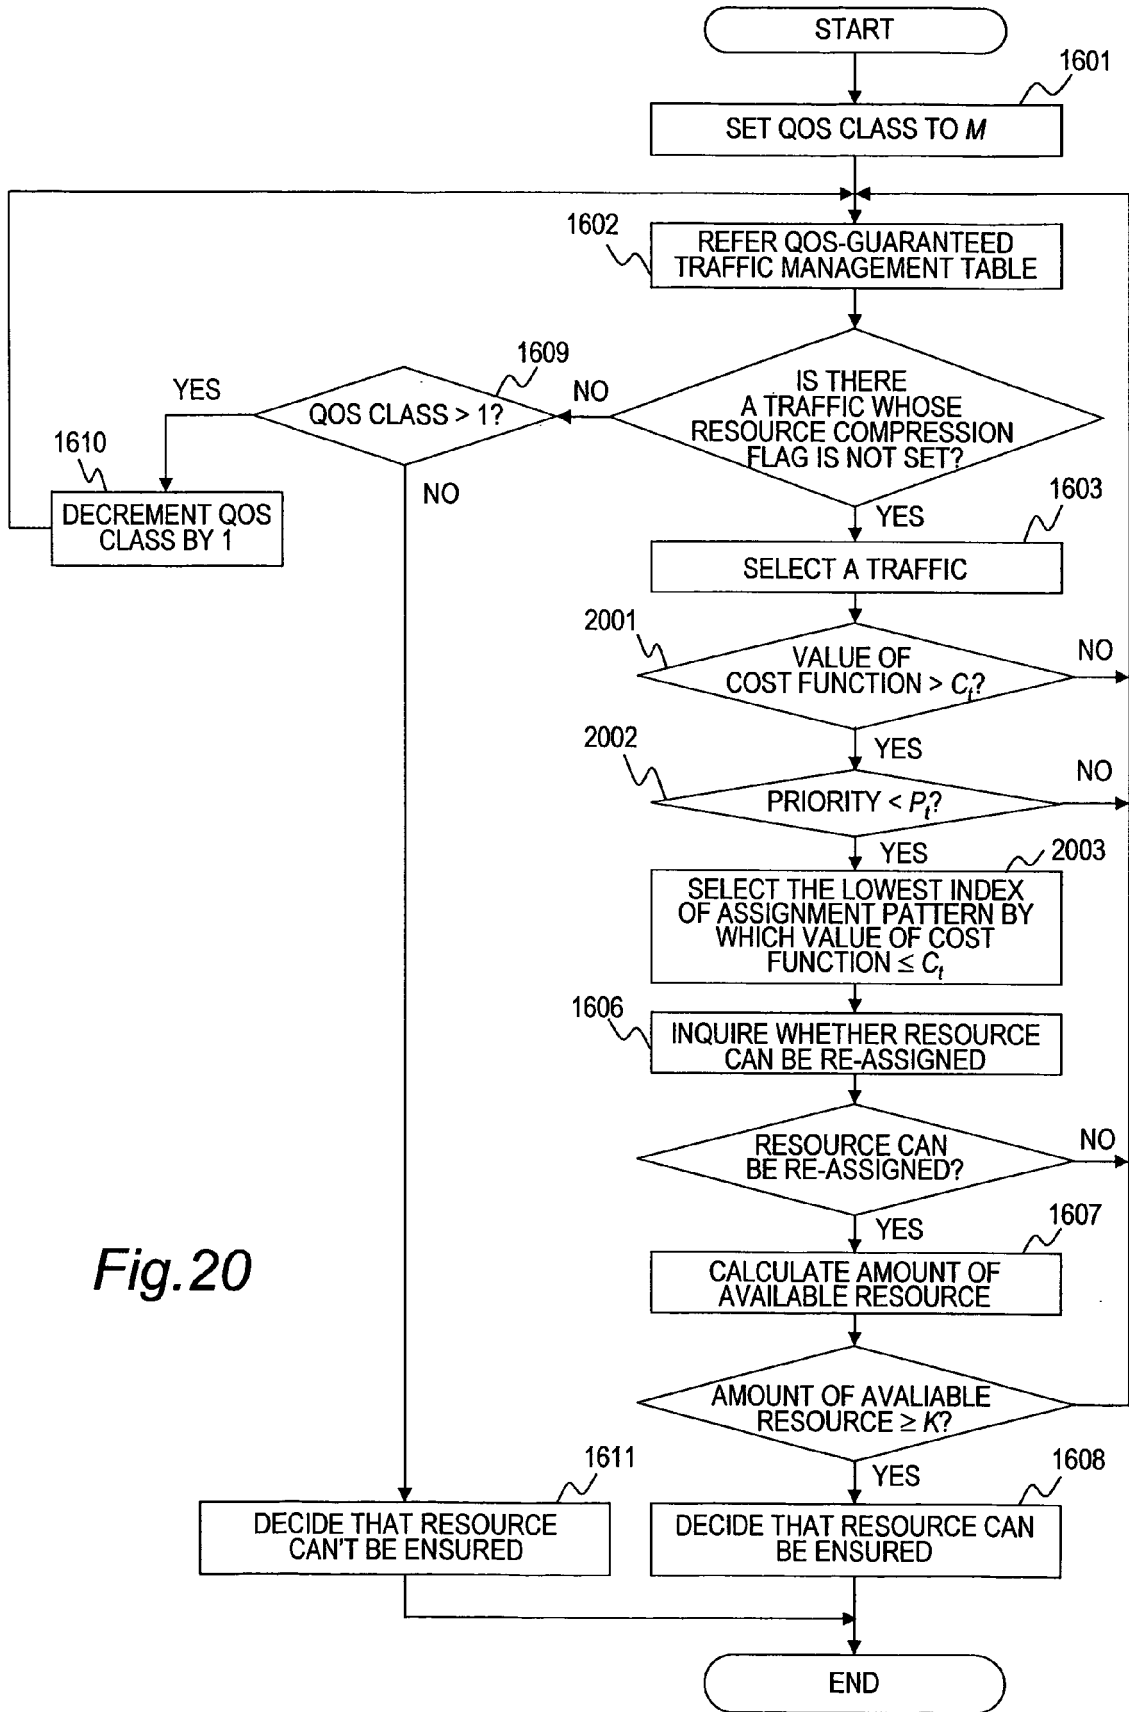 START
1601
SET QOS CLASS TO M
1602
REFER QOS-GUARANTEED
TRAFFIC MANAGEMENT TABLE
1609
YES
QOS CLASS > 1?
NO
IS THERE
A TRAFFIC WHOSE
RESOURCE COMPRESSION
FLAG IS NOT SET?
1610
NO
DECREMENT QOS
CLASS BY 1
YES
1603
SELECT A TRAFFIC
2001
VALUE OF
COST FUNCTION > Ct?
NO
YES
2002
PRIORITY < Pt?
NO
YES
2003
SELECT THE LOWEST INDEX
OF ASSIGNMENT PATTERN BY
WHICH VALUE OF COST
FUNCTION ≤ Ct
1606
INQUIRE WHETHER RESOURCE
CAN BE RE-ASSIGNED
RESOURCE CAN
BE RE-ASSIGNED?
NO
YES
1607
Fig.20
CALCULATE AMOUNT OF
AVAILABLE RESOURCE
AMOUNT OF AVALIABLE
RESOURCE ≥ K?
YES
1611
1608
DECIDE THAT RESOURCE
CAN'T BE ENSURED
DECIDE THAT RESOURCE CAN
BE ENSURED
END